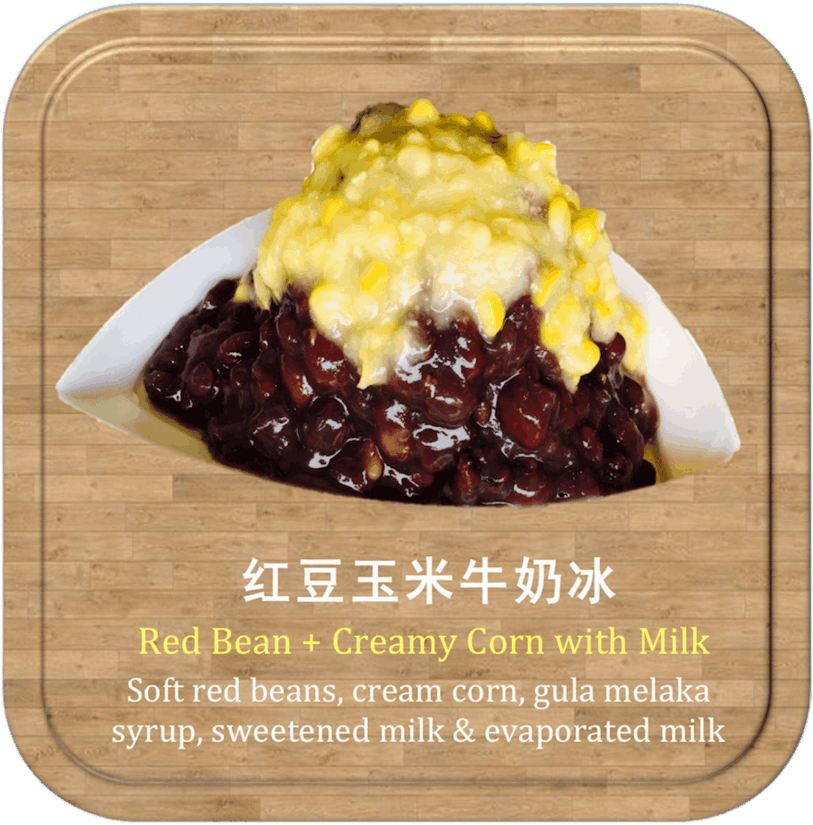 红豆玉米牛奶冰
Red Bean + Creamy Corn with Milk
Soft red beans, cream corn, gula melaka
syrup, sweetened milk & evaporated milk